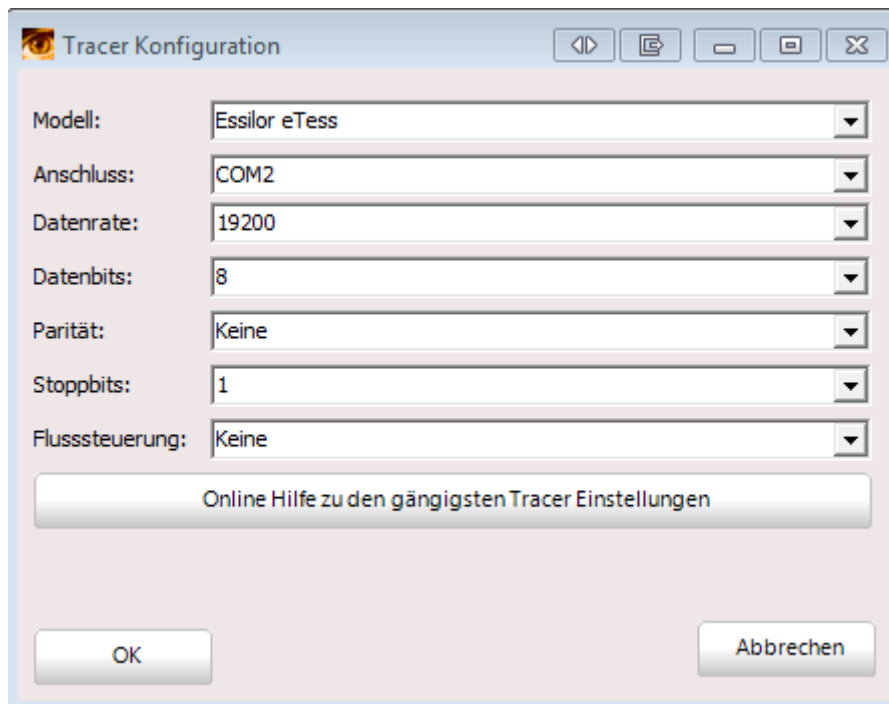 Tracer Konfiguration
Modell: Essilor eTess
Anschluss: COM2
Datenrate: 19200
Datenbits: 8
Parität: Keine
Stoppbits: 1
Flusssteuerung: Keine
Online Hilfe zu den gängigsten Tracer Einstellungen
OK Abbrechen